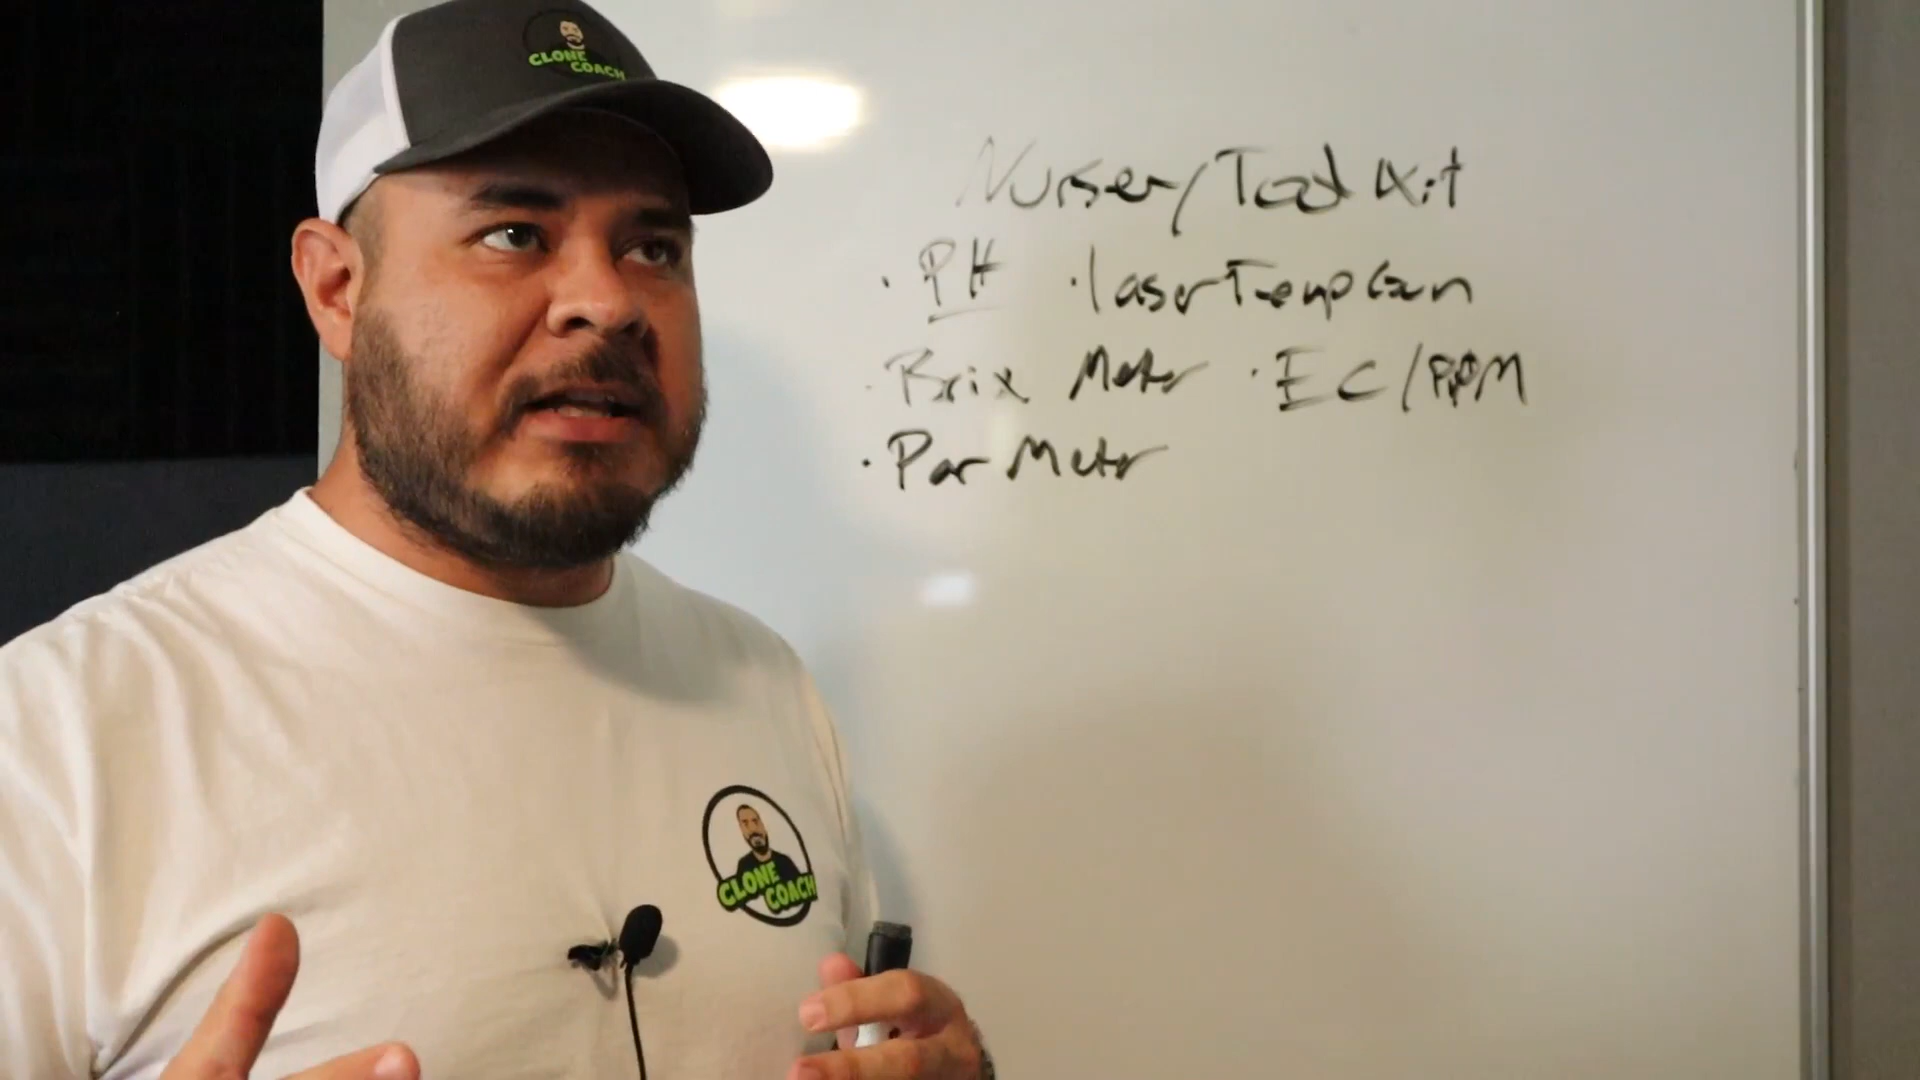 CLONE
COACH
Nursery Tool Kit
· PH · laser Temp Gun
· Brix Meter · EC/PPM
· Par Meter
CLONE
COACH